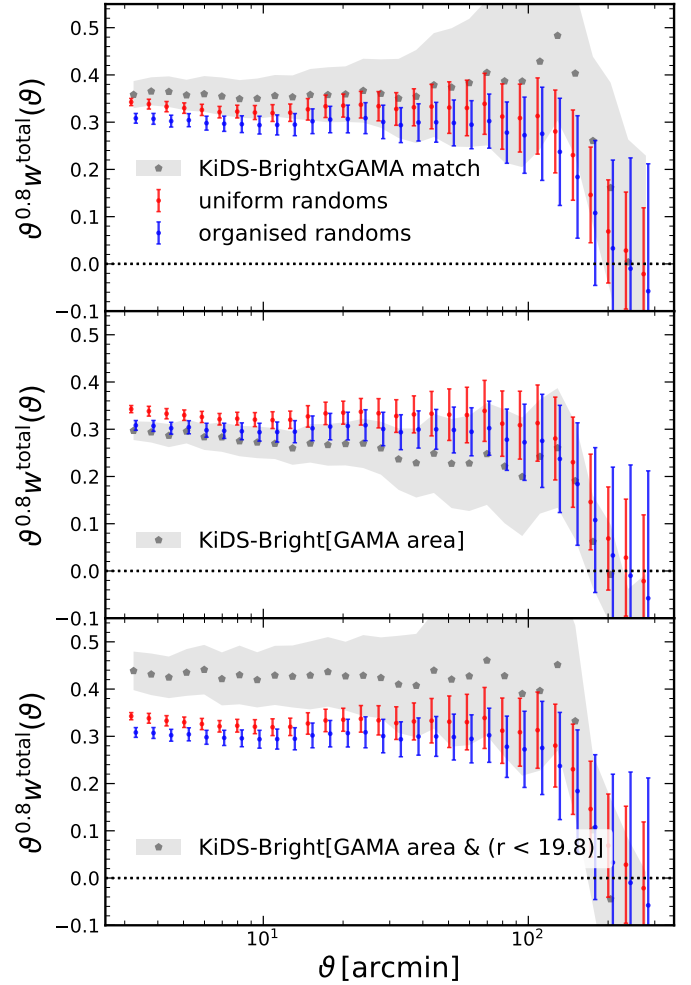 0.5
0.4
0.3
0.2
0.1
0.0
−0.1
ϑ^0.8 w^total(ϑ)
KiDS-BrightxGAMA match
uniform randoms
organised randoms
0.5
0.4
0.3
0.2
0.1
0.0
−0.1
ϑ^0.8 w^total(ϑ)
KiDS-Bright[GAMA area]
0.5
0.4
0.3
0.2
0.1
0.0
−0.1
ϑ^0.8 w^total(ϑ)
KiDS-Bright[GAMA area & (r < 19.8)]
10^1 10^2
ϑ [arcmin]